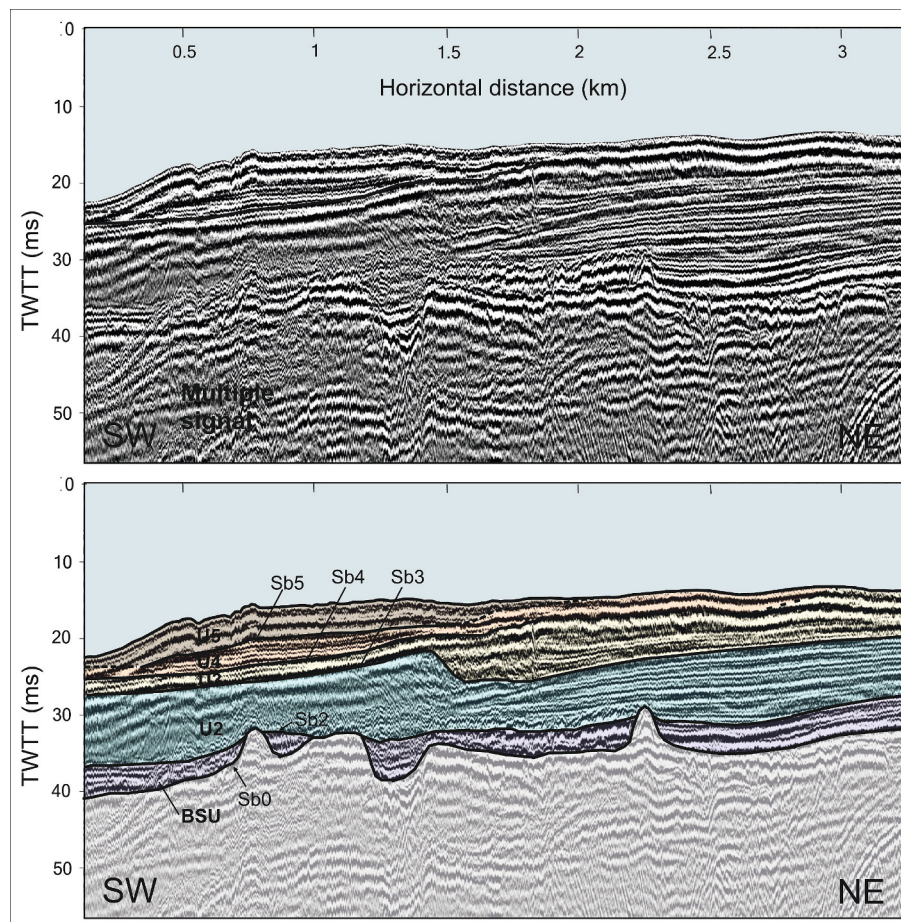 0
0.5 1 1.5 2 2.5 3
Horizontal distance (km)
10
20
30
40
50
TWTT (ms)
Multiple
signal
SW NE
0
10
20
30
40
50
TWTT (ms)
Sb5
Sb4
Sb3
U5
U4
U2
Sb2
Sb0
BSU
SW NE